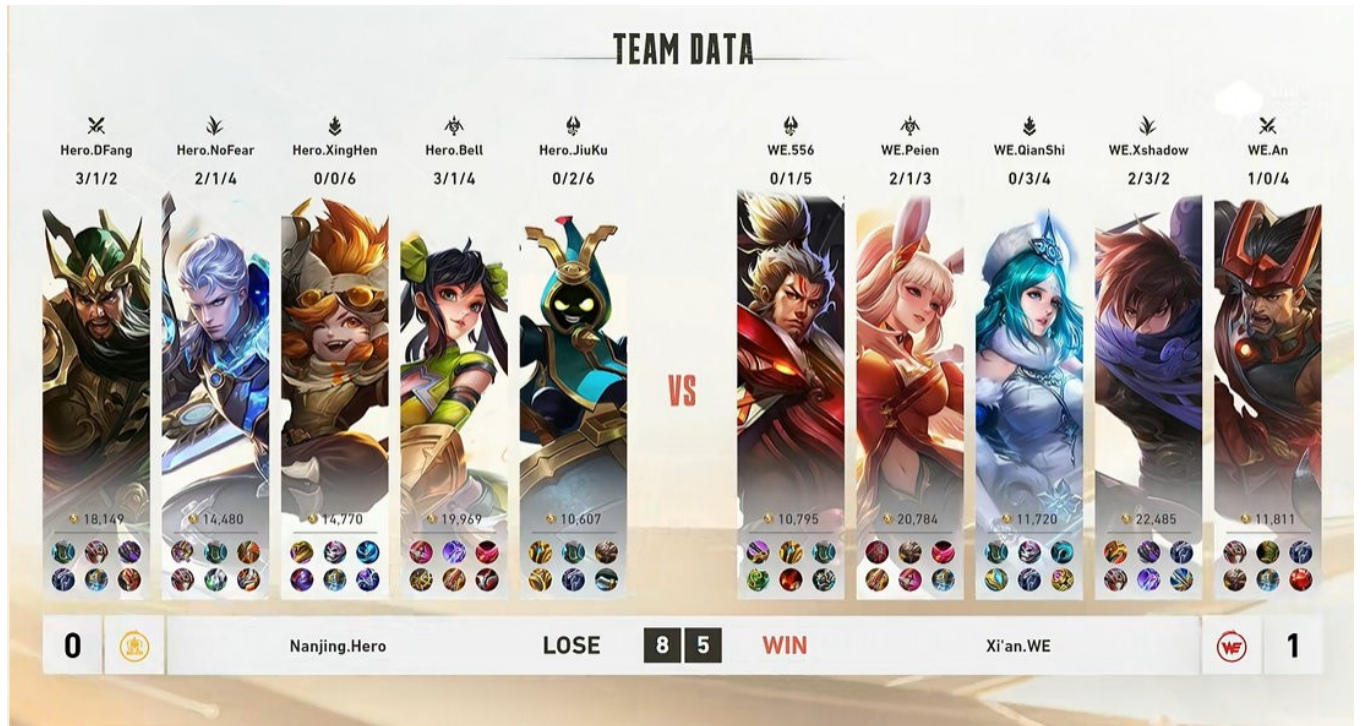 TEAM DATA
Hero.DFang Hero.NoFear Hero.XingHen Hero.Bell Hero.JiuKu WE.556 WE.Peien WE.QianShi WE.Xshadow WE.An
3/1/2 2/1/4 0/0/6 3/1/4 0/2/6 0/1/5 2/1/3 0/3/4 2/3/2 1/0/4
VS
18,149 14,480 14,770 19,969 10,607 10,795 20,784 11,720 22,485 11,811
0 Nanjing.Hero LOSE 8 5 WIN Xi'an.WE WE 1